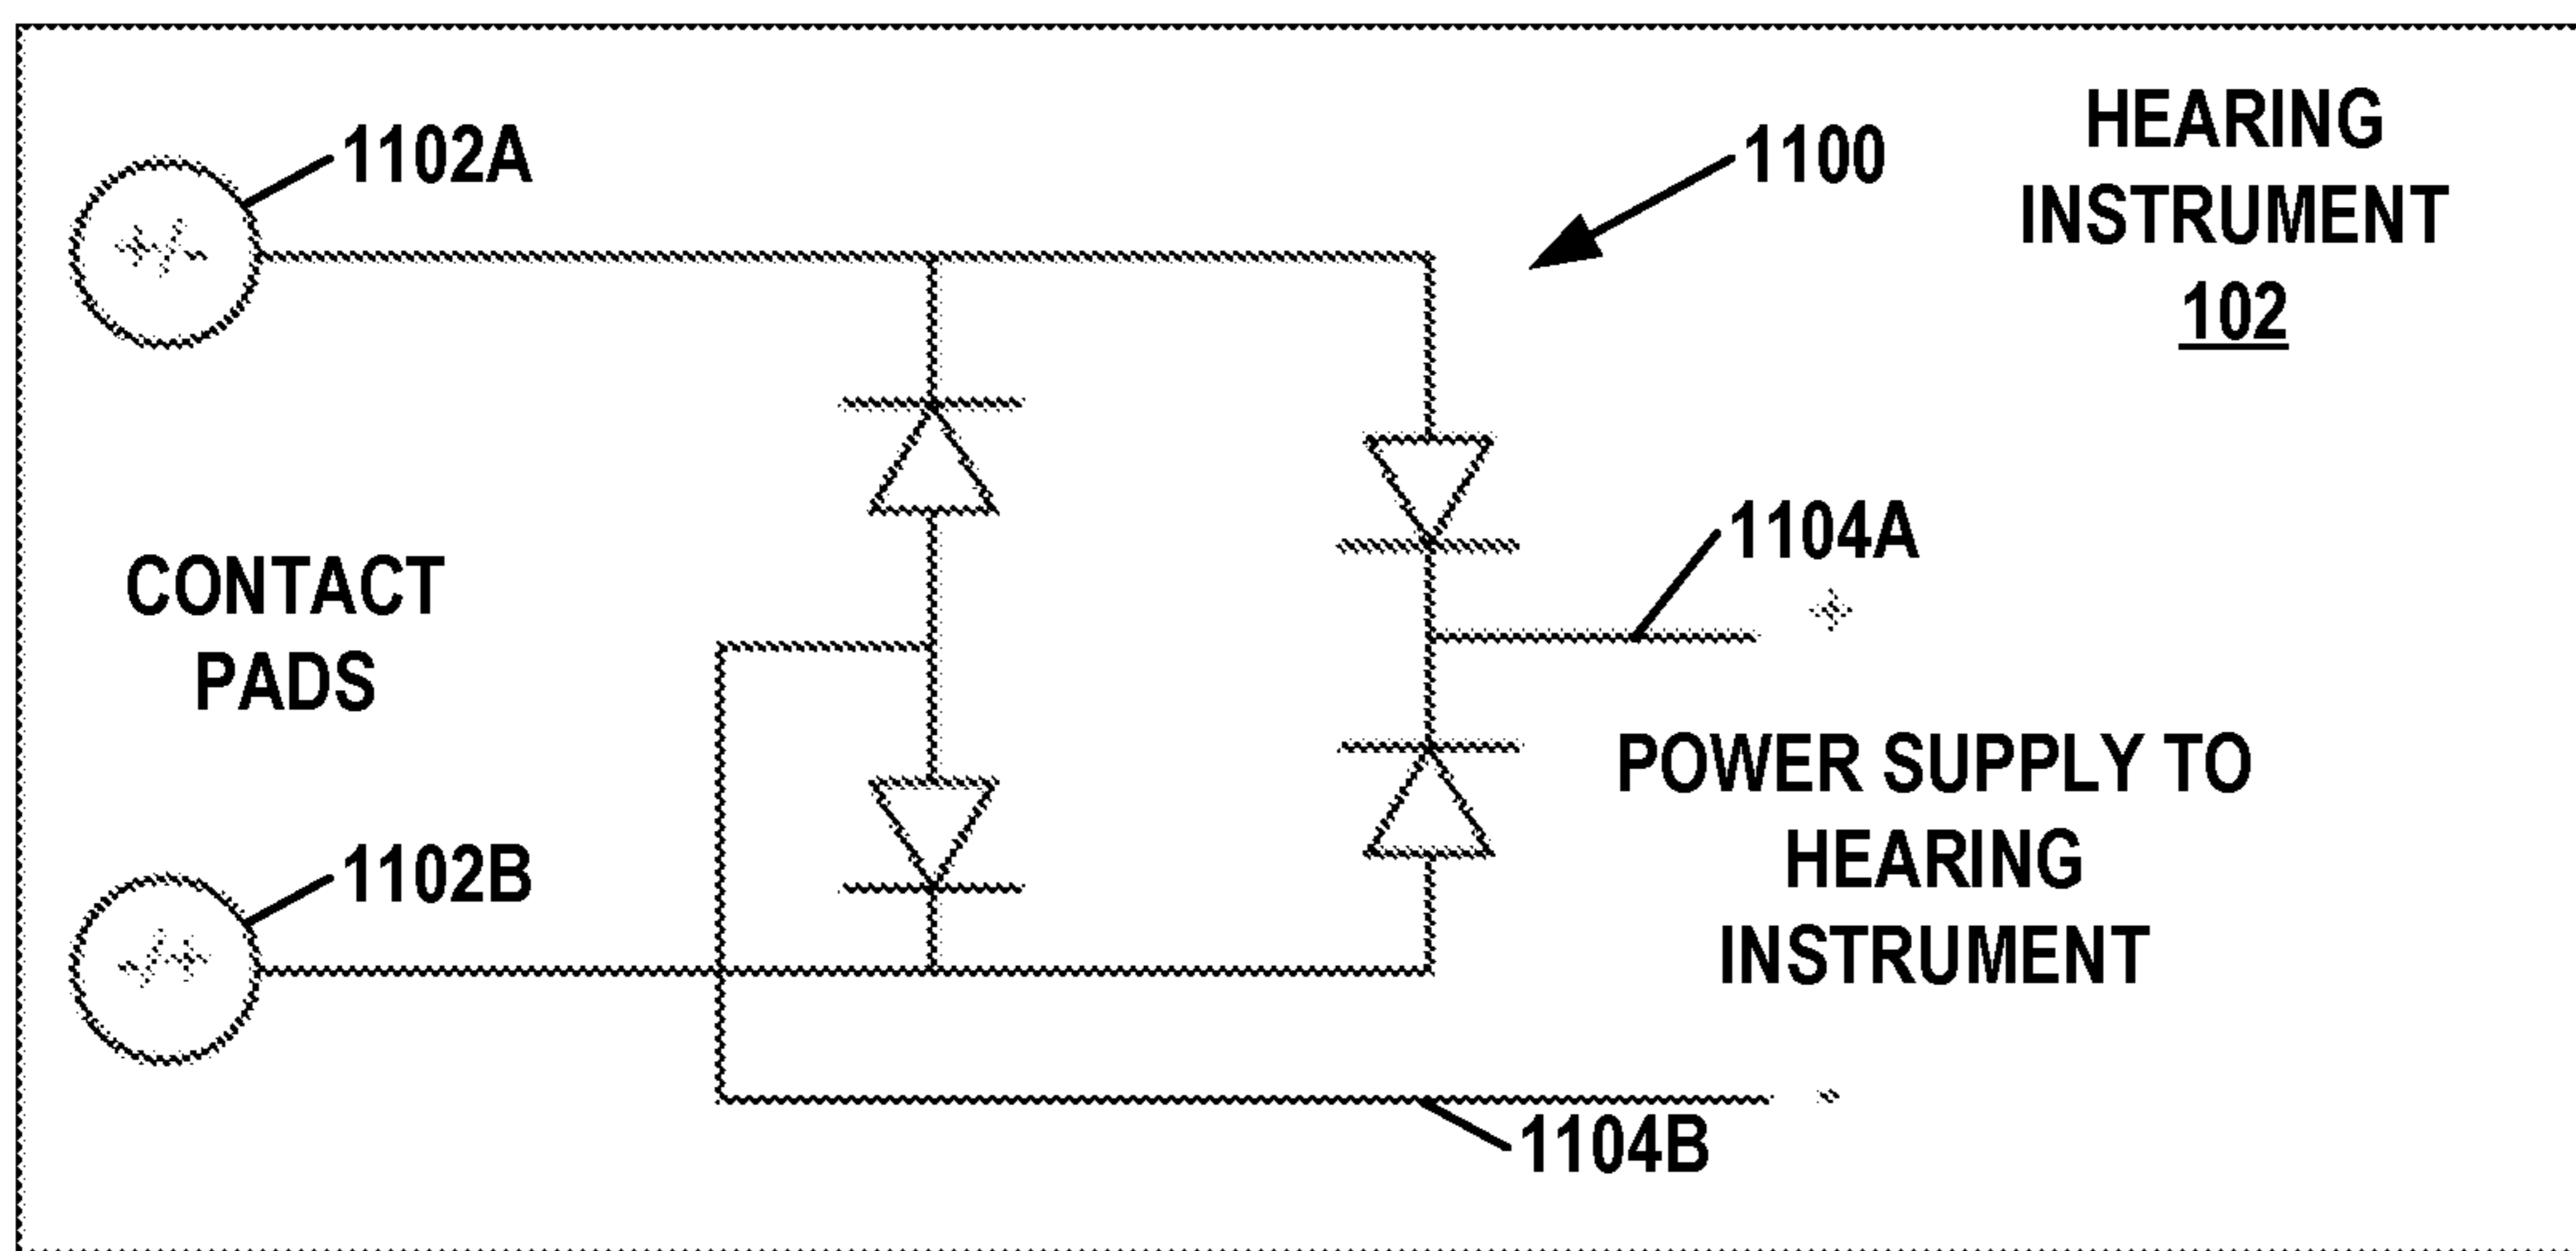 1102A
+/-
1100
HEARING
INSTRUMENT
102
CONTACT
PADS
1104A
+
1102B
-/+
POWER SUPPLY TO
HEARING
INSTRUMENT
-
1104B